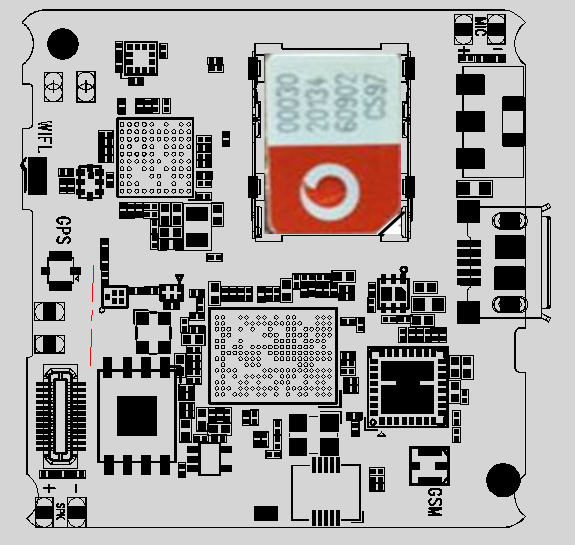 MIC
+ -
00030
20134
60902
CS97
WIFI
GPS
+ -
SPK
GSM